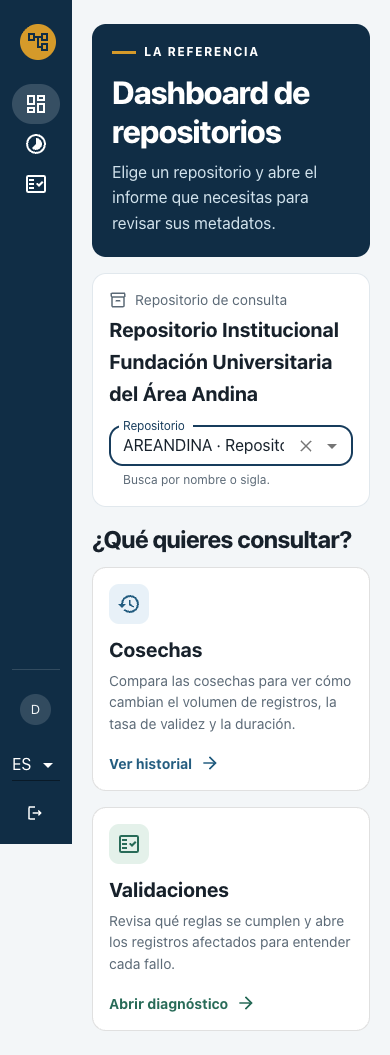 LA REFERENCIA
Dashboard de
repositorios
Elige un repositorio y abre el
informe que necesitas para
revisar sus metadatos.
Repositorio de consulta
Repositorio Institucional
Fundación Universitaria
del Área Andina
Repositorio
AREANDINA · Reposito
Busca por nombre o sigla.
¿Qué quieres consultar?
Cosechas
Compara las cosechas para ver cómo
cambian el volumen de registros, la
tasa de validez y la duración.
Ver historial
D
ES
Validaciones
Revisa qué reglas se cumplen y abre
los registros afectados para entender
cada fallo.
Abrir diagnóstico